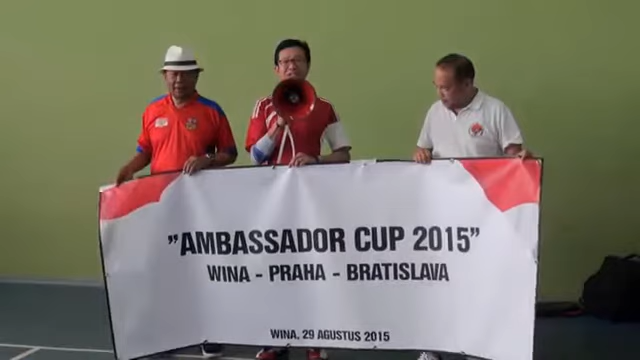 "AMBASSADOR CUP 2015"
WINA - PRAHA - BRATISLAVA
WINA, 29 AGUSTUS 2015